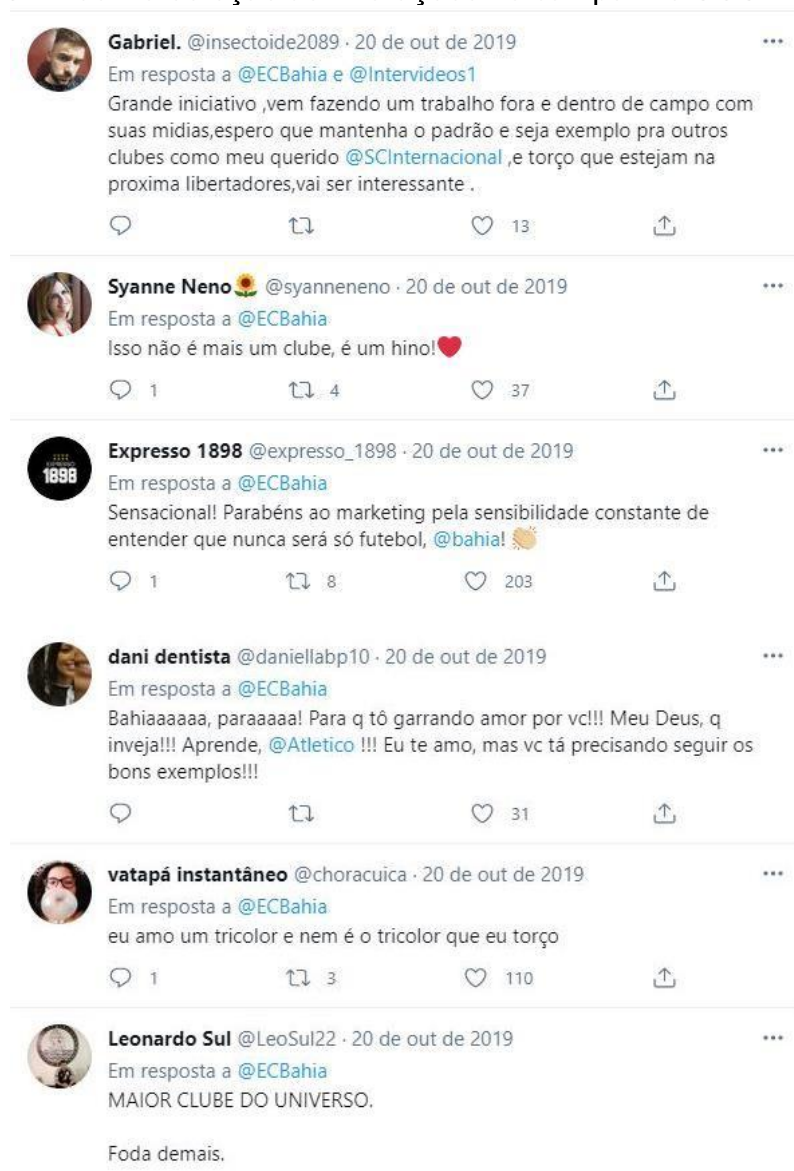 Gabriel. @insectoide2089 · 20 de out de 2019
Em resposta a @ECBahia e @Intervideos1
Grande iniciativo ,vem fazendo um trabalho fora e dentro de campo com
suas midias,espero que mantenha o padrão e seja exemplo pra outros
clubes como meu querido @SCInternacional ,e torço que estejam na
proxima libertadores,vai ser interessante .
13
Syanne Neno🌻 @syanneneno · 20 de out de 2019
Em resposta a @ECBahia
Isso não é mais um clube, é um hino!❤️
1 4 37
Expresso 1898 @expresso_1898 · 20 de out de 2019
1898
Em resposta a @ECBahia
Sensacional! Parabéns ao marketing pela sensibilidade constante de
entender que nunca será só futebol, @bahia! 👏🏼
1 8 203
dani dentista @daniellabp10 · 20 de out de 2019
Em resposta a @ECBahia
Bahiaaaaaa, paraaaaa! Para q tô garrando amor por vc!!! Meu Deus, q
inveja!!! Aprende, @Atletico !!! Eu te amo, mas vc tá precisando seguir os
bons exemplos!!!
31
vatapá instantâneo @choracuica · 20 de out de 2019
Em resposta a @ECBahia
eu amo um tricolor e nem é o tricolor que eu torço
1 3 110
Leonardo Sul @LeoSul22 · 20 de out de 2019
Em resposta a @ECBahia
MAIOR CLUBE DO UNIVERSO.
Foda demais.